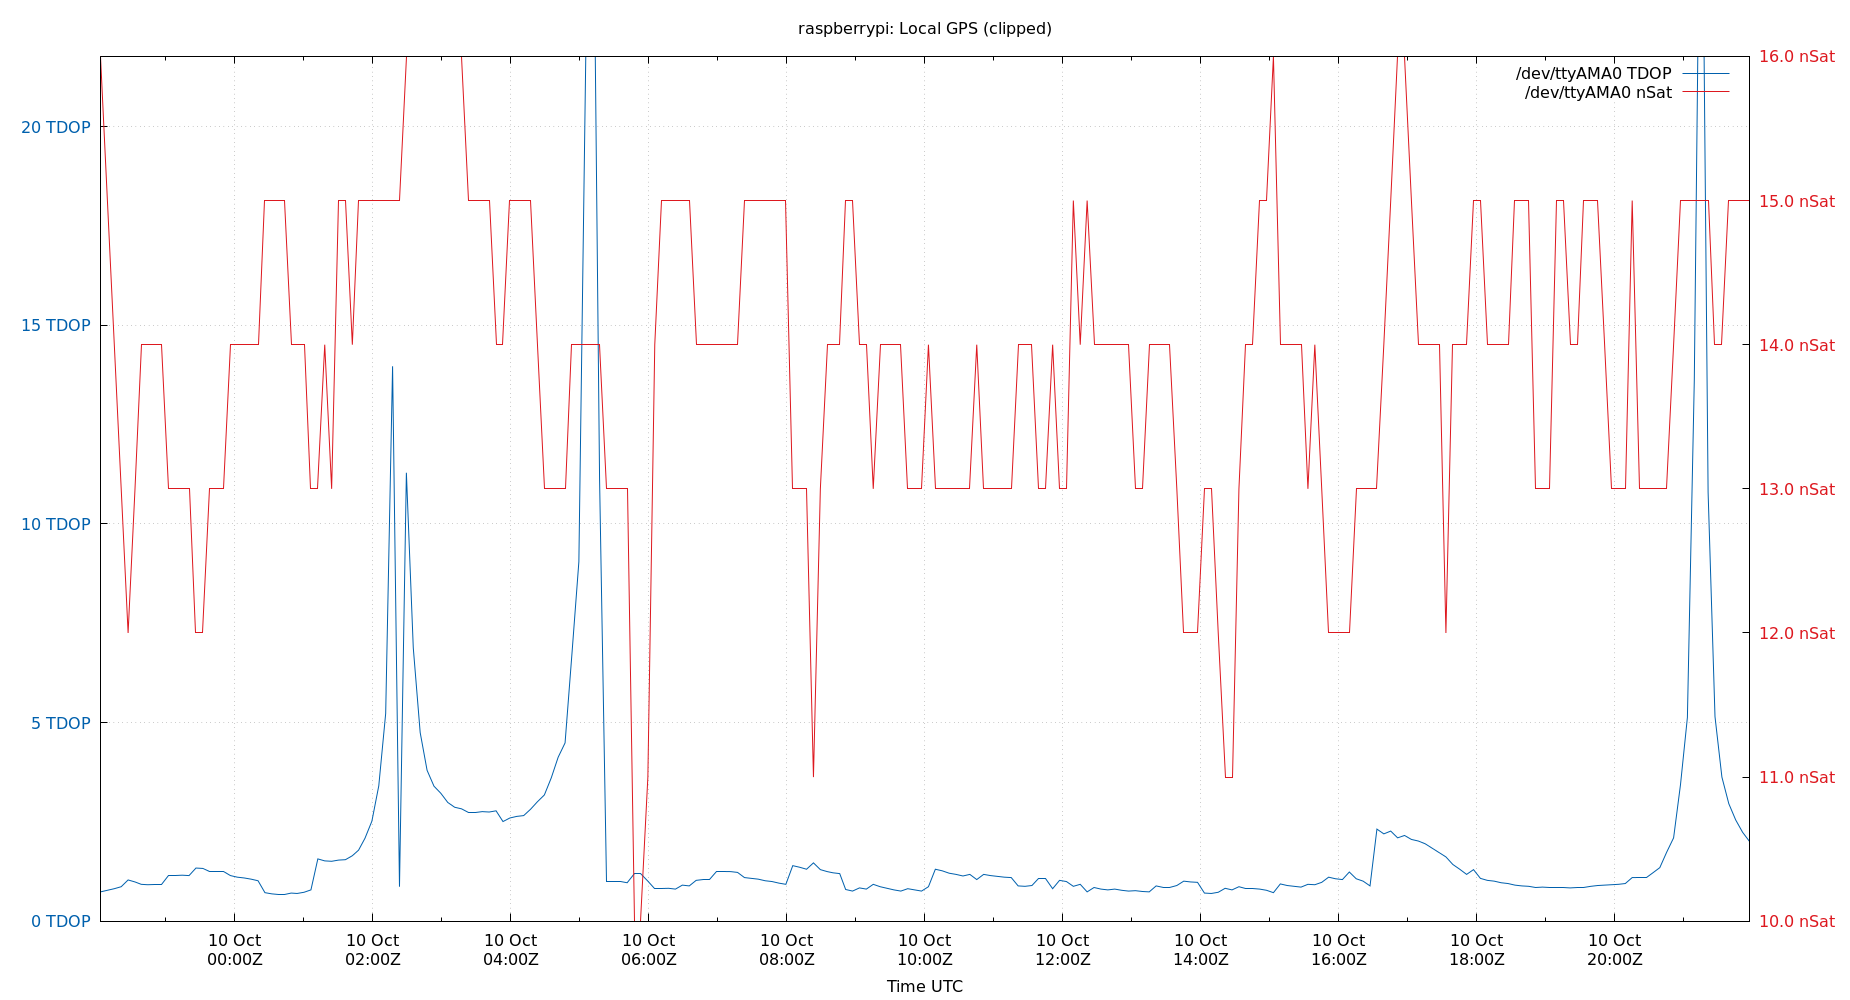 raspberrypi: Local GPS (clipped)
/dev/ttyAMA0 TDOP
/dev/ttyAMA0 nSat
20 TDOP
15 TDOP
10 TDOP
5 TDOP
0 TDOP
16.0 nSat
15.0 nSat
14.0 nSat
13.0 nSat
12.0 nSat
11.0 nSat
10.0 nSat
10 Oct 10 Oct 10 Oct 10 Oct 10 Oct 10 Oct 10 Oct 10 Oct 10 Oct 10 Oct 10 Oct
00:00Z 02:00Z 04:00Z 06:00Z 08:00Z 10:00Z 12:00Z 14:00Z 16:00Z 18:00Z 20:00Z
Time UTC